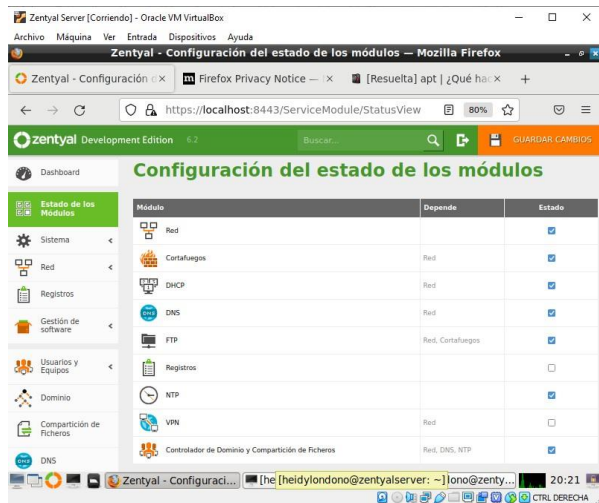 Zentyal Server [Corriendo] - Oracle VM VirtualBox
Archivo Máquina Ver Entrada Dispositivos Ayuda
Zentyal - Configuración del estado de los módulos — Mozilla Firefox
Zentyal - Configuración d
Firefox Privacy Notice —
[Resuelta] apt | ¿Qué hac
https://localhost:8443/ServiceModule/StatusView
80%
zentyal Development Edition 6.2
Buscar...
GUARDAR CAMBIOS
Dashboard
Estado de los
Módulos
Sistema
Red
Registros
Gestión de
software
Usuarios y
Equipos
Dominio
Compartición de
Ficheros
DNS
Configuración del estado de los módulos
Módulo Depende Estado
Red
Cortafuegos Red
DHCP Red
DNS DNS Red
FTP Red, Cortafuegos
Registros
NTP
VPN Red
Controlador de Dominio y Compartición de Ficheros Red, DNS, NTP
Zentyal - Configuraci... [he [heidylondono@zentyalserver: ~] lono@zenty... 20:21
CTRL DERECHA